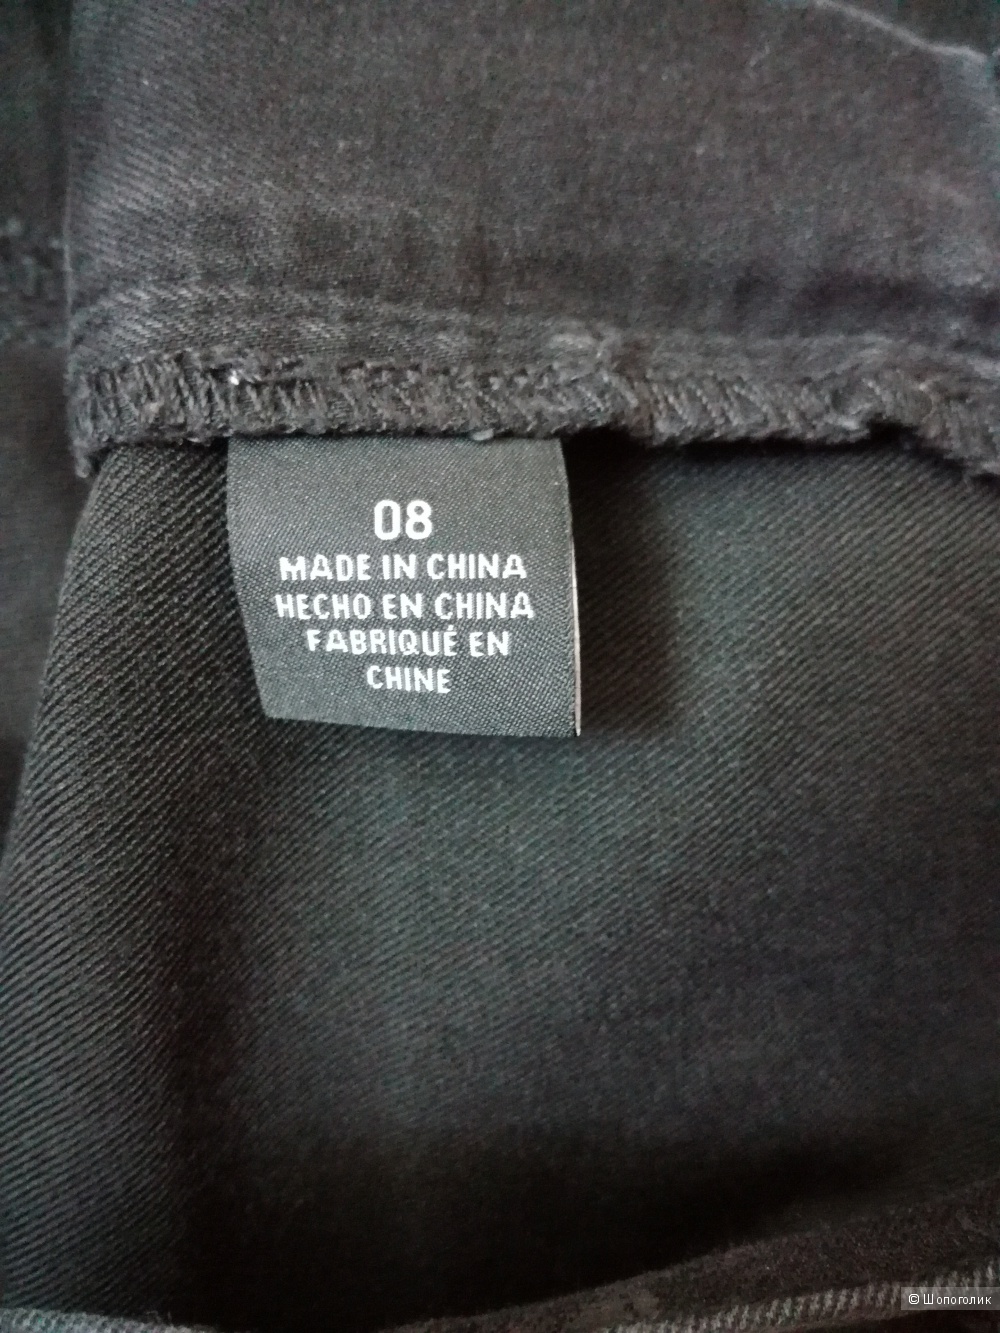 08
MADE IN CHINA
HECHO EN CHINA
FABRIQUÉ EN
CHINE
© Шопоголик